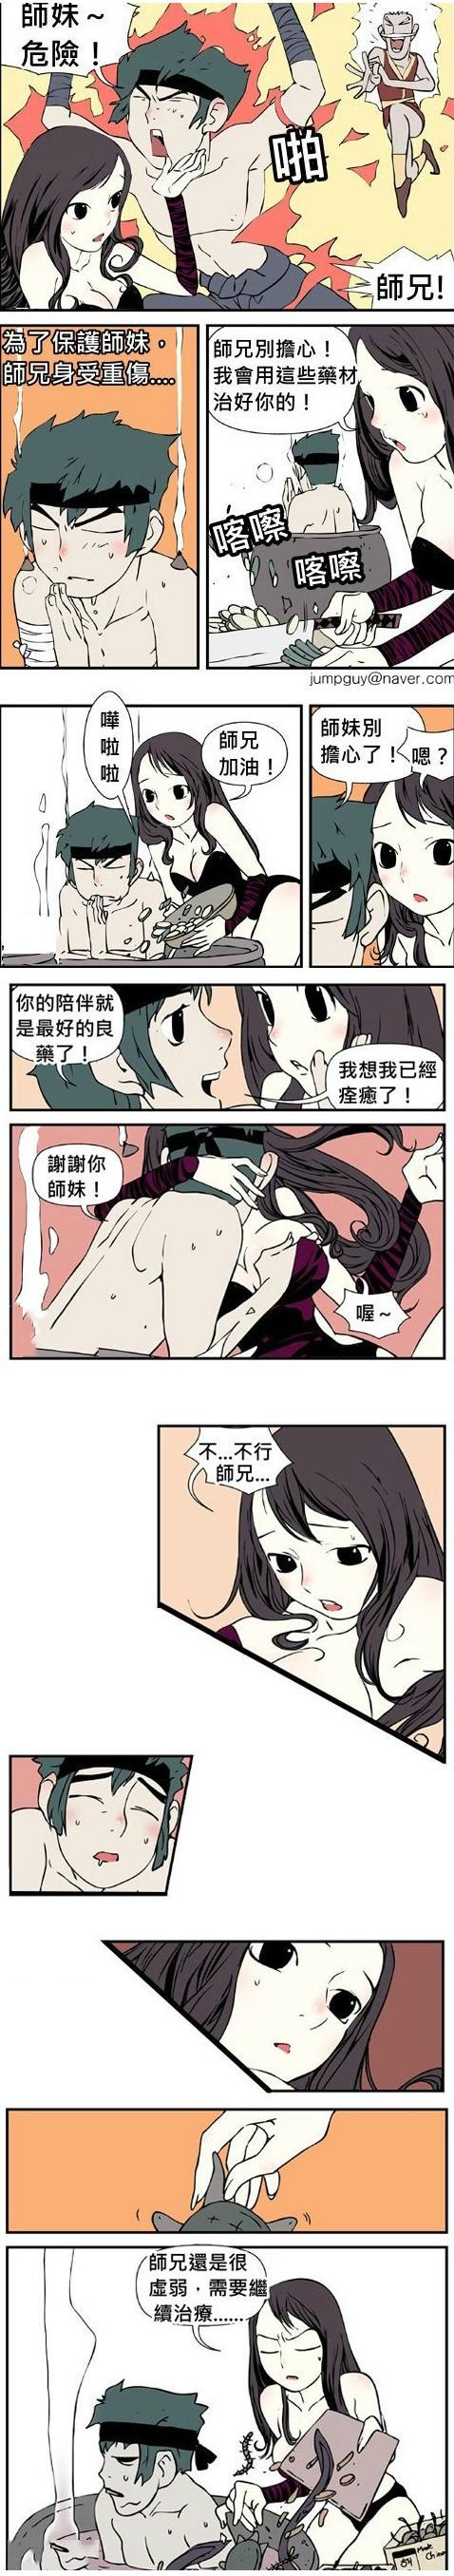 師妹~
危險！
啪
師兄!
為了保護師妹，
師兄身受重傷....
師兄別擔心！
我會用這些藥材
治好你的！
喀嚓
喀嚓
jumpguy@naver.com
嘩
啦
啦
師兄
加油！
師妹別
擔心了！
嗯？
你的陪伴就
是最好的良
藥了！
我想我已經
痊癒了！
謝謝你
師妹！
喔~
不...不行
師兄...
師兄還是很
虛弱，需要繼
續治療......